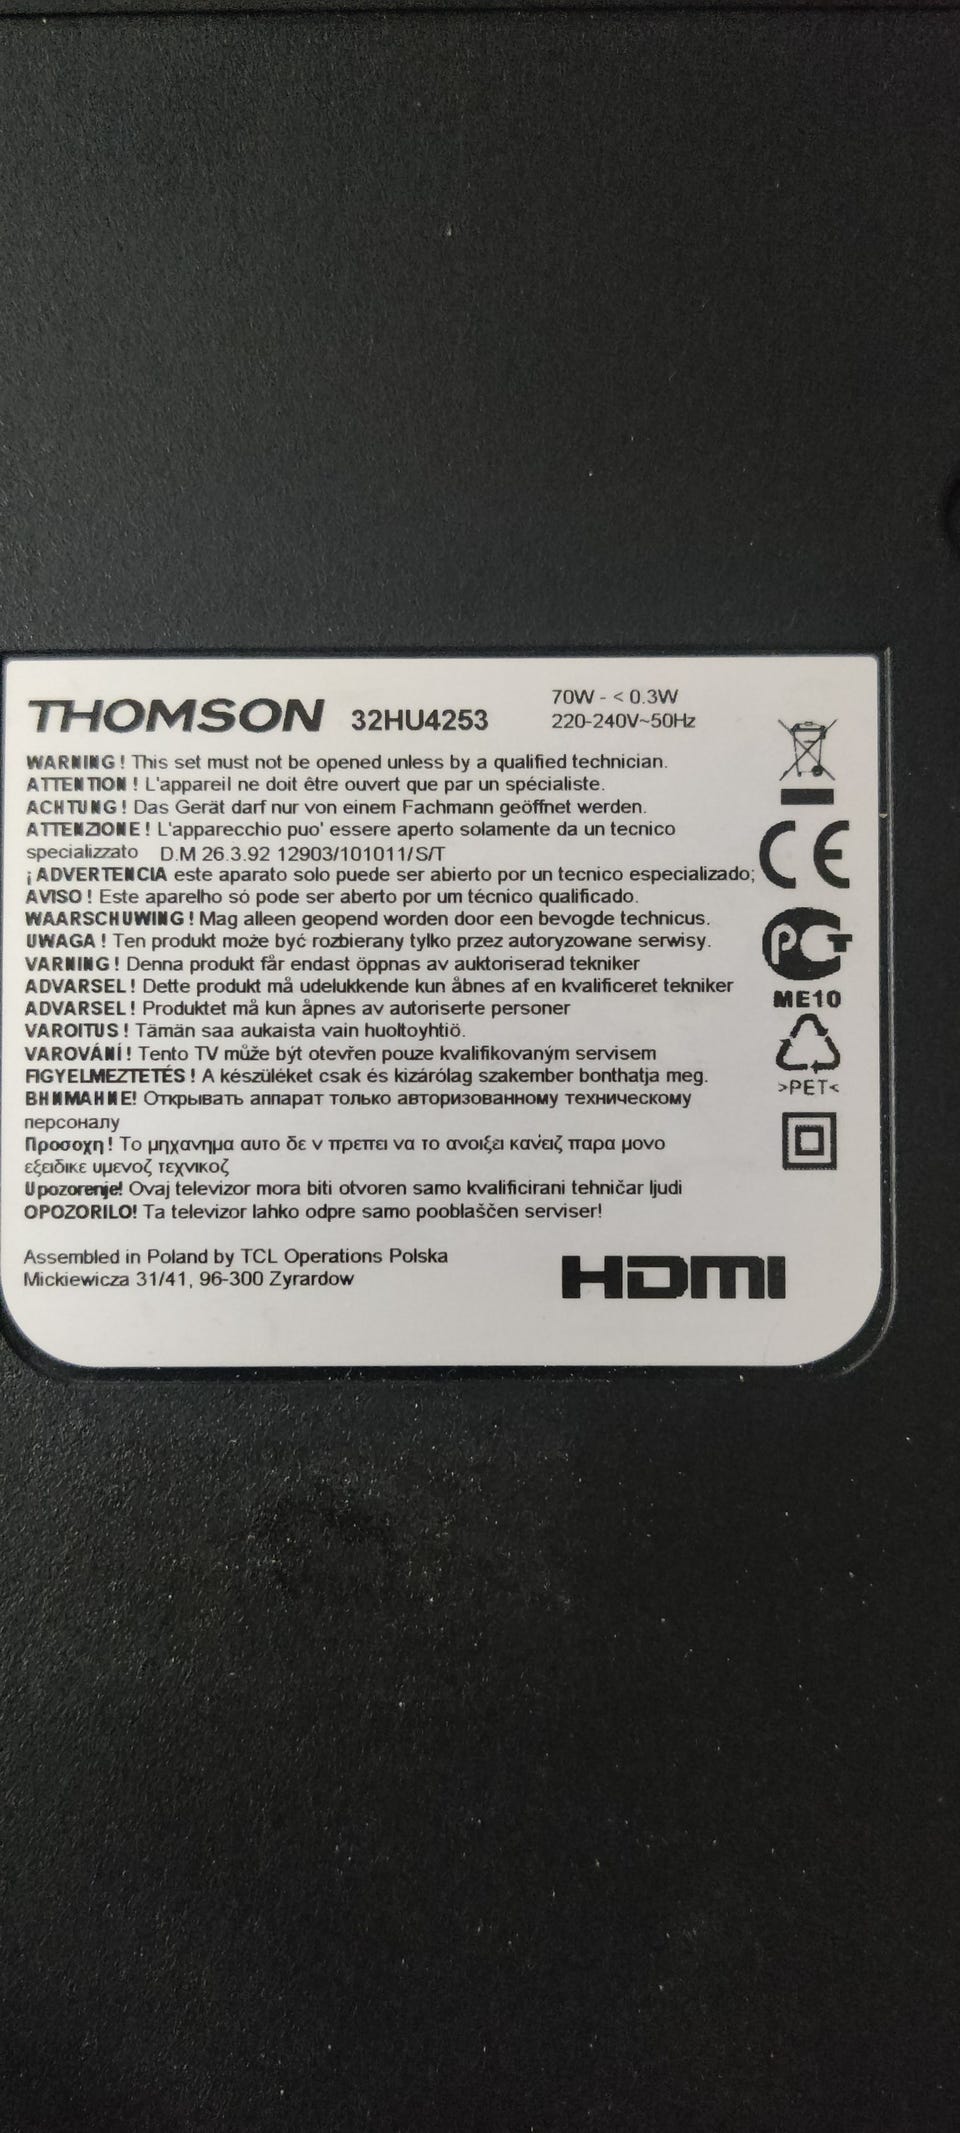 THOMSON 32HU4253
70W - < 0.3W
220-240V~50Hz
WARNING ! This set must not be opened unless by a qualified technician.
ATTENTION ! L'appareil ne doit être ouvert que par un spécialiste.
ACHTUNG ! Das Gerät darf nur von einem Fachmann geöffnet werden.
ATTENZIONE ! L'apparecchio puo' essere aperto solamente da un tecnico
specializzato D.M 26.3.92 12903/101011/S/T
¡ ADVERTENCIA este aparato solo puede ser abierto por un tecnico especializado;
AVISO ! Este aparelho só pode ser aberto por um técnico qualificado.
WAARSCHUWING ! Mag alleen geopend worden door een bevogde technicus.
UWAGA ! Ten produkt może być rozbierany tylko przez autoryzowane serwisy.
VARNING ! Denna produkt får endast öppnas av auktoriserad tekniker
ADVARSEL ! Dette produkt må udelukkende kun åbnes af en kvalificeret tekniker
ADVARSEL ! Produktet må kun åpnes av autoriserte personer
VAROITUS ! Tämän saa aukaista vain huoltoyhtiö.
VAROVÁNÍ ! Tento TV může být otevřen pouze kvalifikovaným servisem
FIGYELMEZTETÉS ! A készüléket csak és kizárólag szakember bonthatja meg.
ВНИМАНИЕ! Открывать аппарат только авторизованному техническому
персоналу
Προσοχη ! Το μηχανημα αυτο δε ν πρεπει να το ανοιξει κανείζ παρα μονο
εξειδικε υμενοζ τεχνικοζ
Upozorenje! Ovaj televizor mora biti otvoren samo kvalificirani tehničar ljudi
OPOZORILO! Ta televizor lahko odpre samo pooblaščen serviser!
Assembled in Poland by TCL Operations Polska
Mickiewicza 31/41, 96-300 Zyrardow
CE
РСТ
ME10
>PET<
HDMI